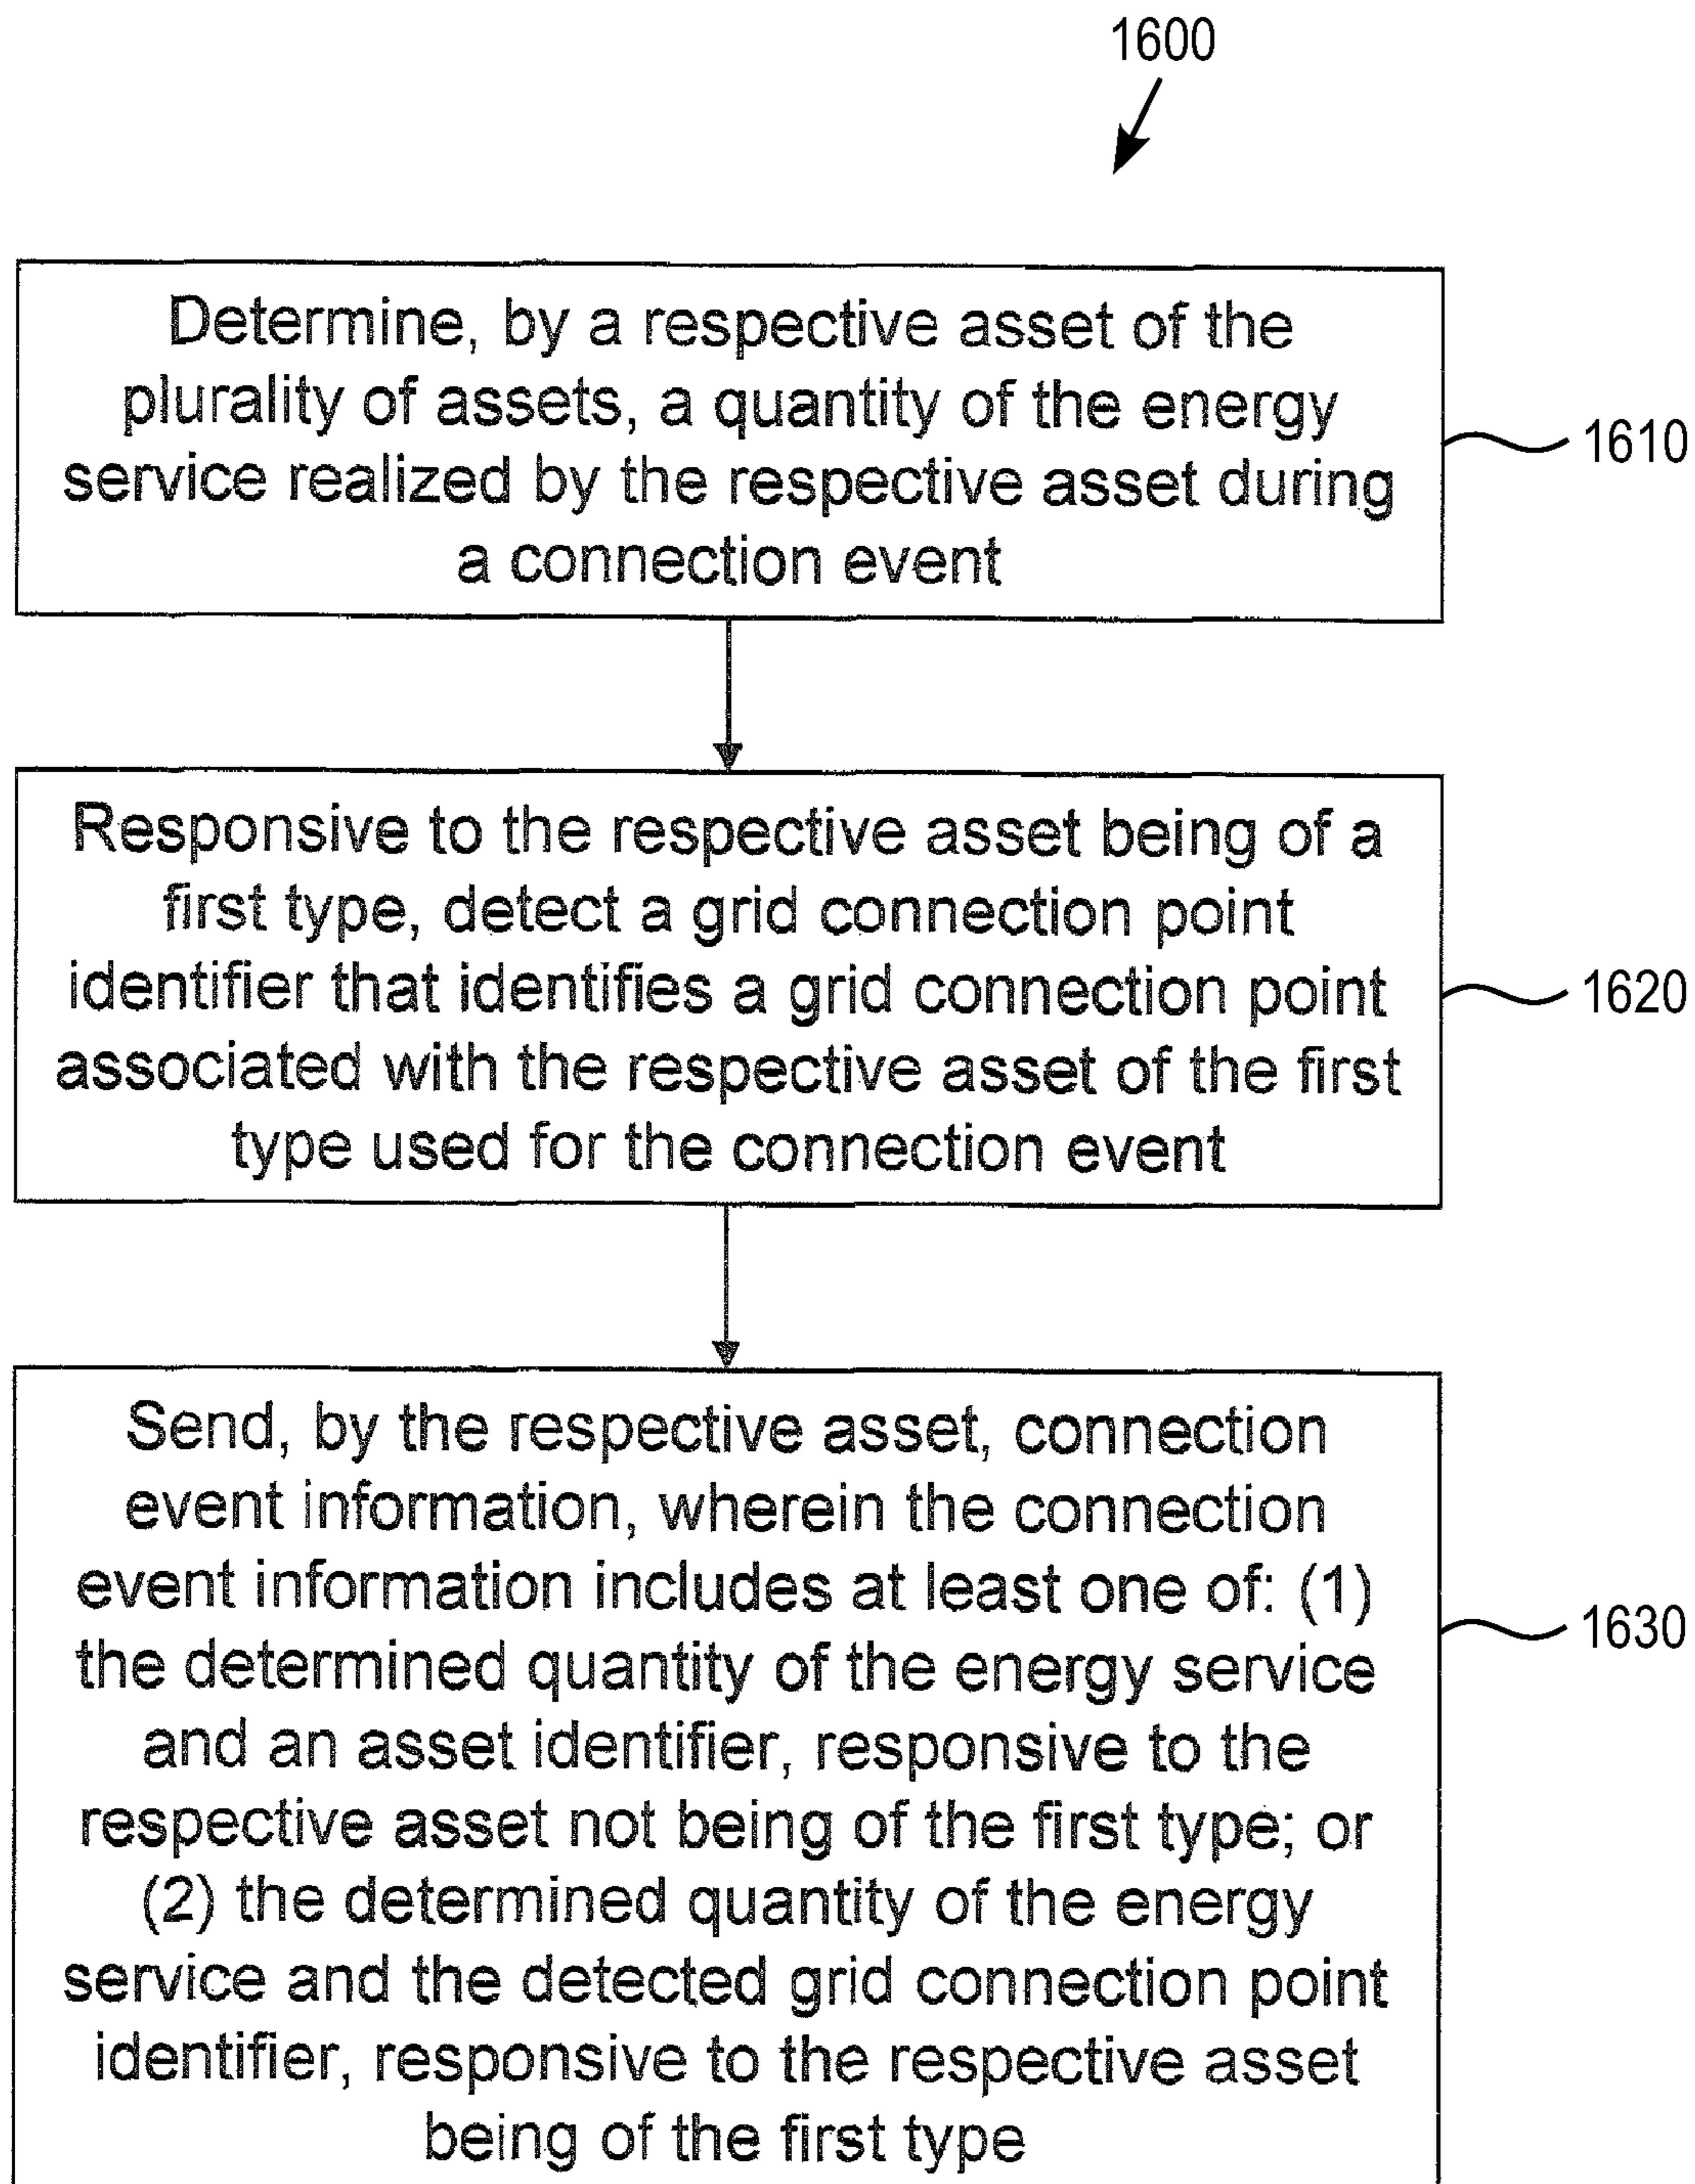 1600
Determine, by a respective asset of the
plurality of assets, a quantity of the energy
service realized by the respective asset during
a connection event
1610
Responsive to the respective asset being of a
first type, detect a grid connection point
identifier that identifies a grid connection point
associated with the respective asset of the first
type used for the connection event
1620
Send, by the respective asset, connection
event information, wherein the connection
event information includes at least one of: (1)
the determined quantity of the energy service
and an asset identifier, responsive to the
respective asset not being of the first type; or
(2) the determined quantity of the energy
service and the detected grid connection point
identifier, responsive to the respective asset
being of the first type
1630